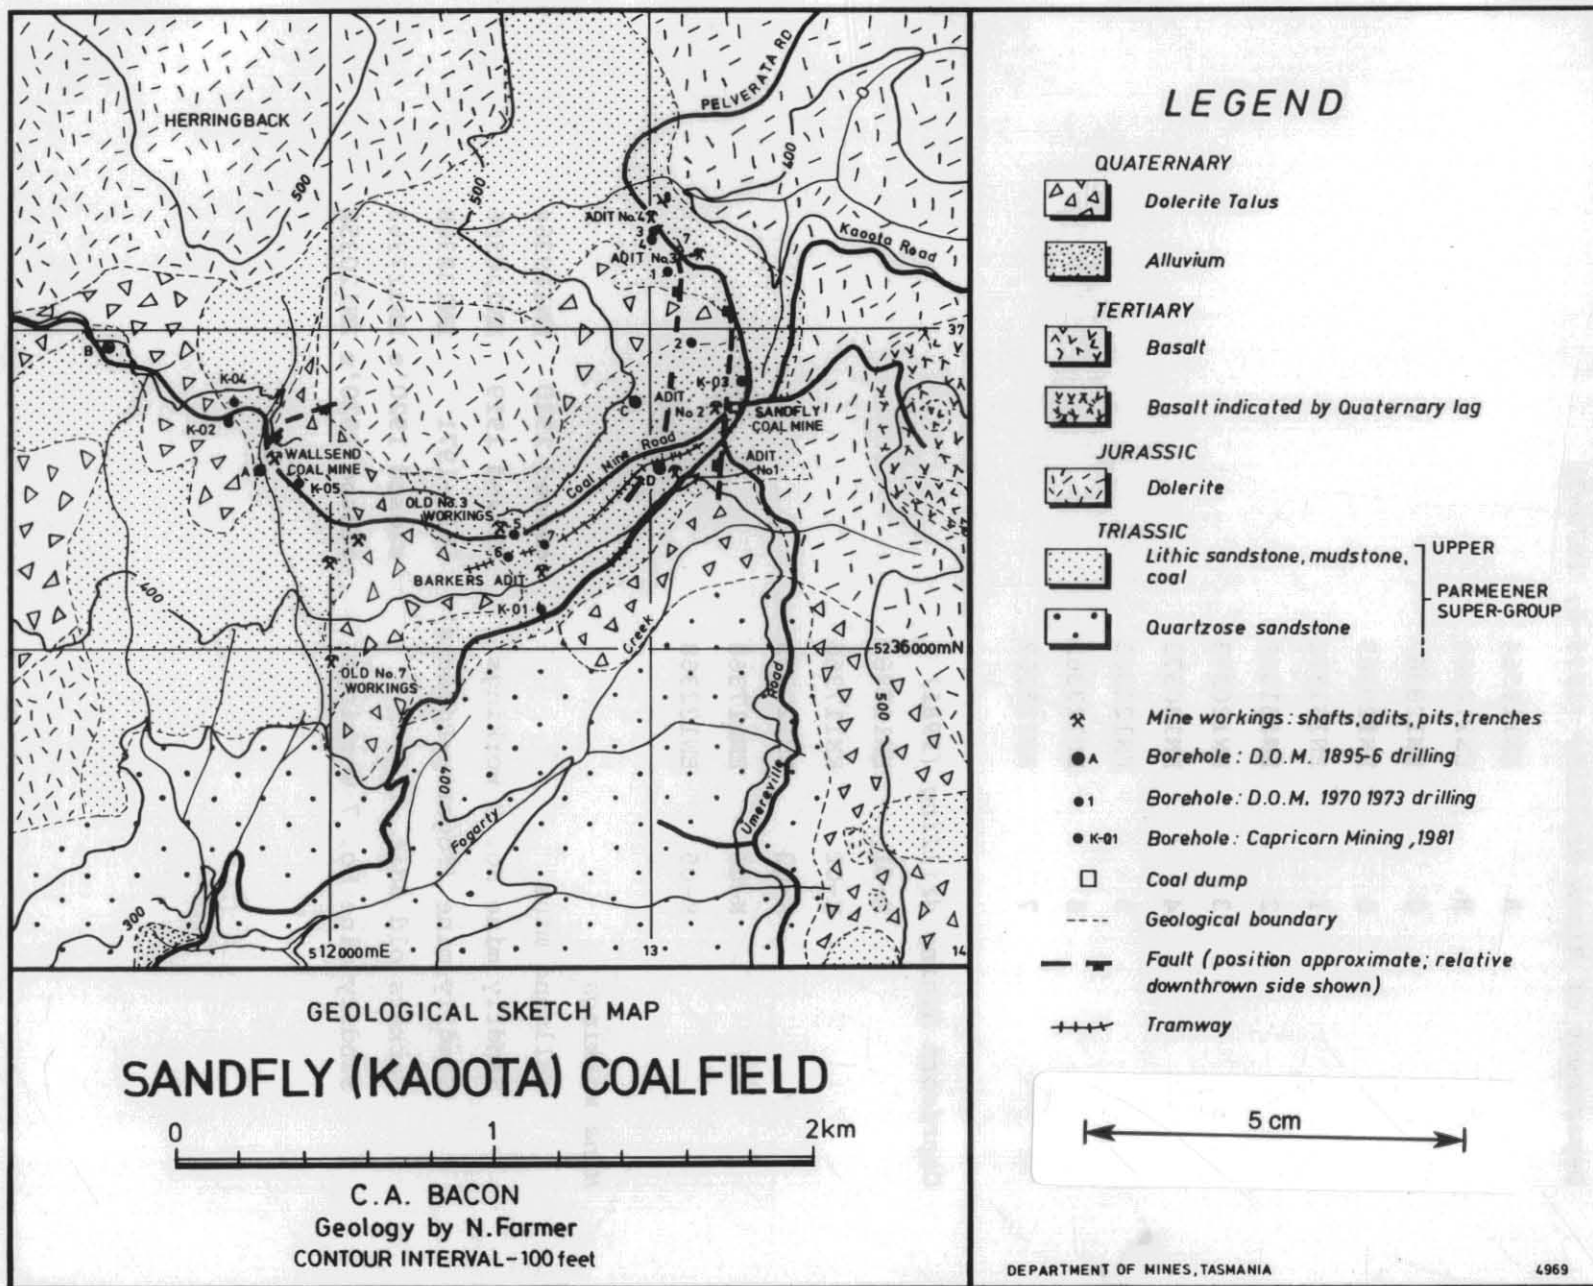 HERRINGBACK
500
500
PELVERATA RD
400
Kaoota Road
ADIT No.4
3
4
7
ADIT No3
1
37
B
2
K-04
K-03
K-02
C
ADIT
No 2
SANDFLY
COAL MINE
WALLSEND
COAL MINE
A
K-05
Coal Mine Road
ADIT
No1
D
OLD No.3
WORKINGS
5
7
6
BARKERS ADIT
K-01
400
Creek
5236000mN
OLD No.7
WORKINGS
Road
500
400
Fogarty
Umereville
300
512000mE
13
14
GEOLOGICAL SKETCH MAP
SANDFLY (KAOOTA) COALFIELD
0 1 2km
C.A. BACON
Geology by N.Farmer
CONTOUR INTERVAL-100 feet
LEGEND
QUATERNARY
Dolerite Talus
Alluvium
TERTIARY
Basalt
Basalt indicated by Quaternary lag
JURASSIC
Dolerite
TRIASSIC
Lithic sandstone, mudstone,
coal
UPPER
PARMEENER
SUPER-GROUP
Quartzose sandstone
Mine workings: shafts, adits, pits, trenches
A Borehole: D.O.M. 1895-6 drilling
1 Borehole: D.O.M. 1970 1973 drilling
K-01 Borehole: Capricorn Mining, 1981
Coal dump
Geological boundary
Fault (position approximate; relative
downthrown side shown)
Tramway
5 cm
DEPARTMENT OF MINES, TASMANIA
4969